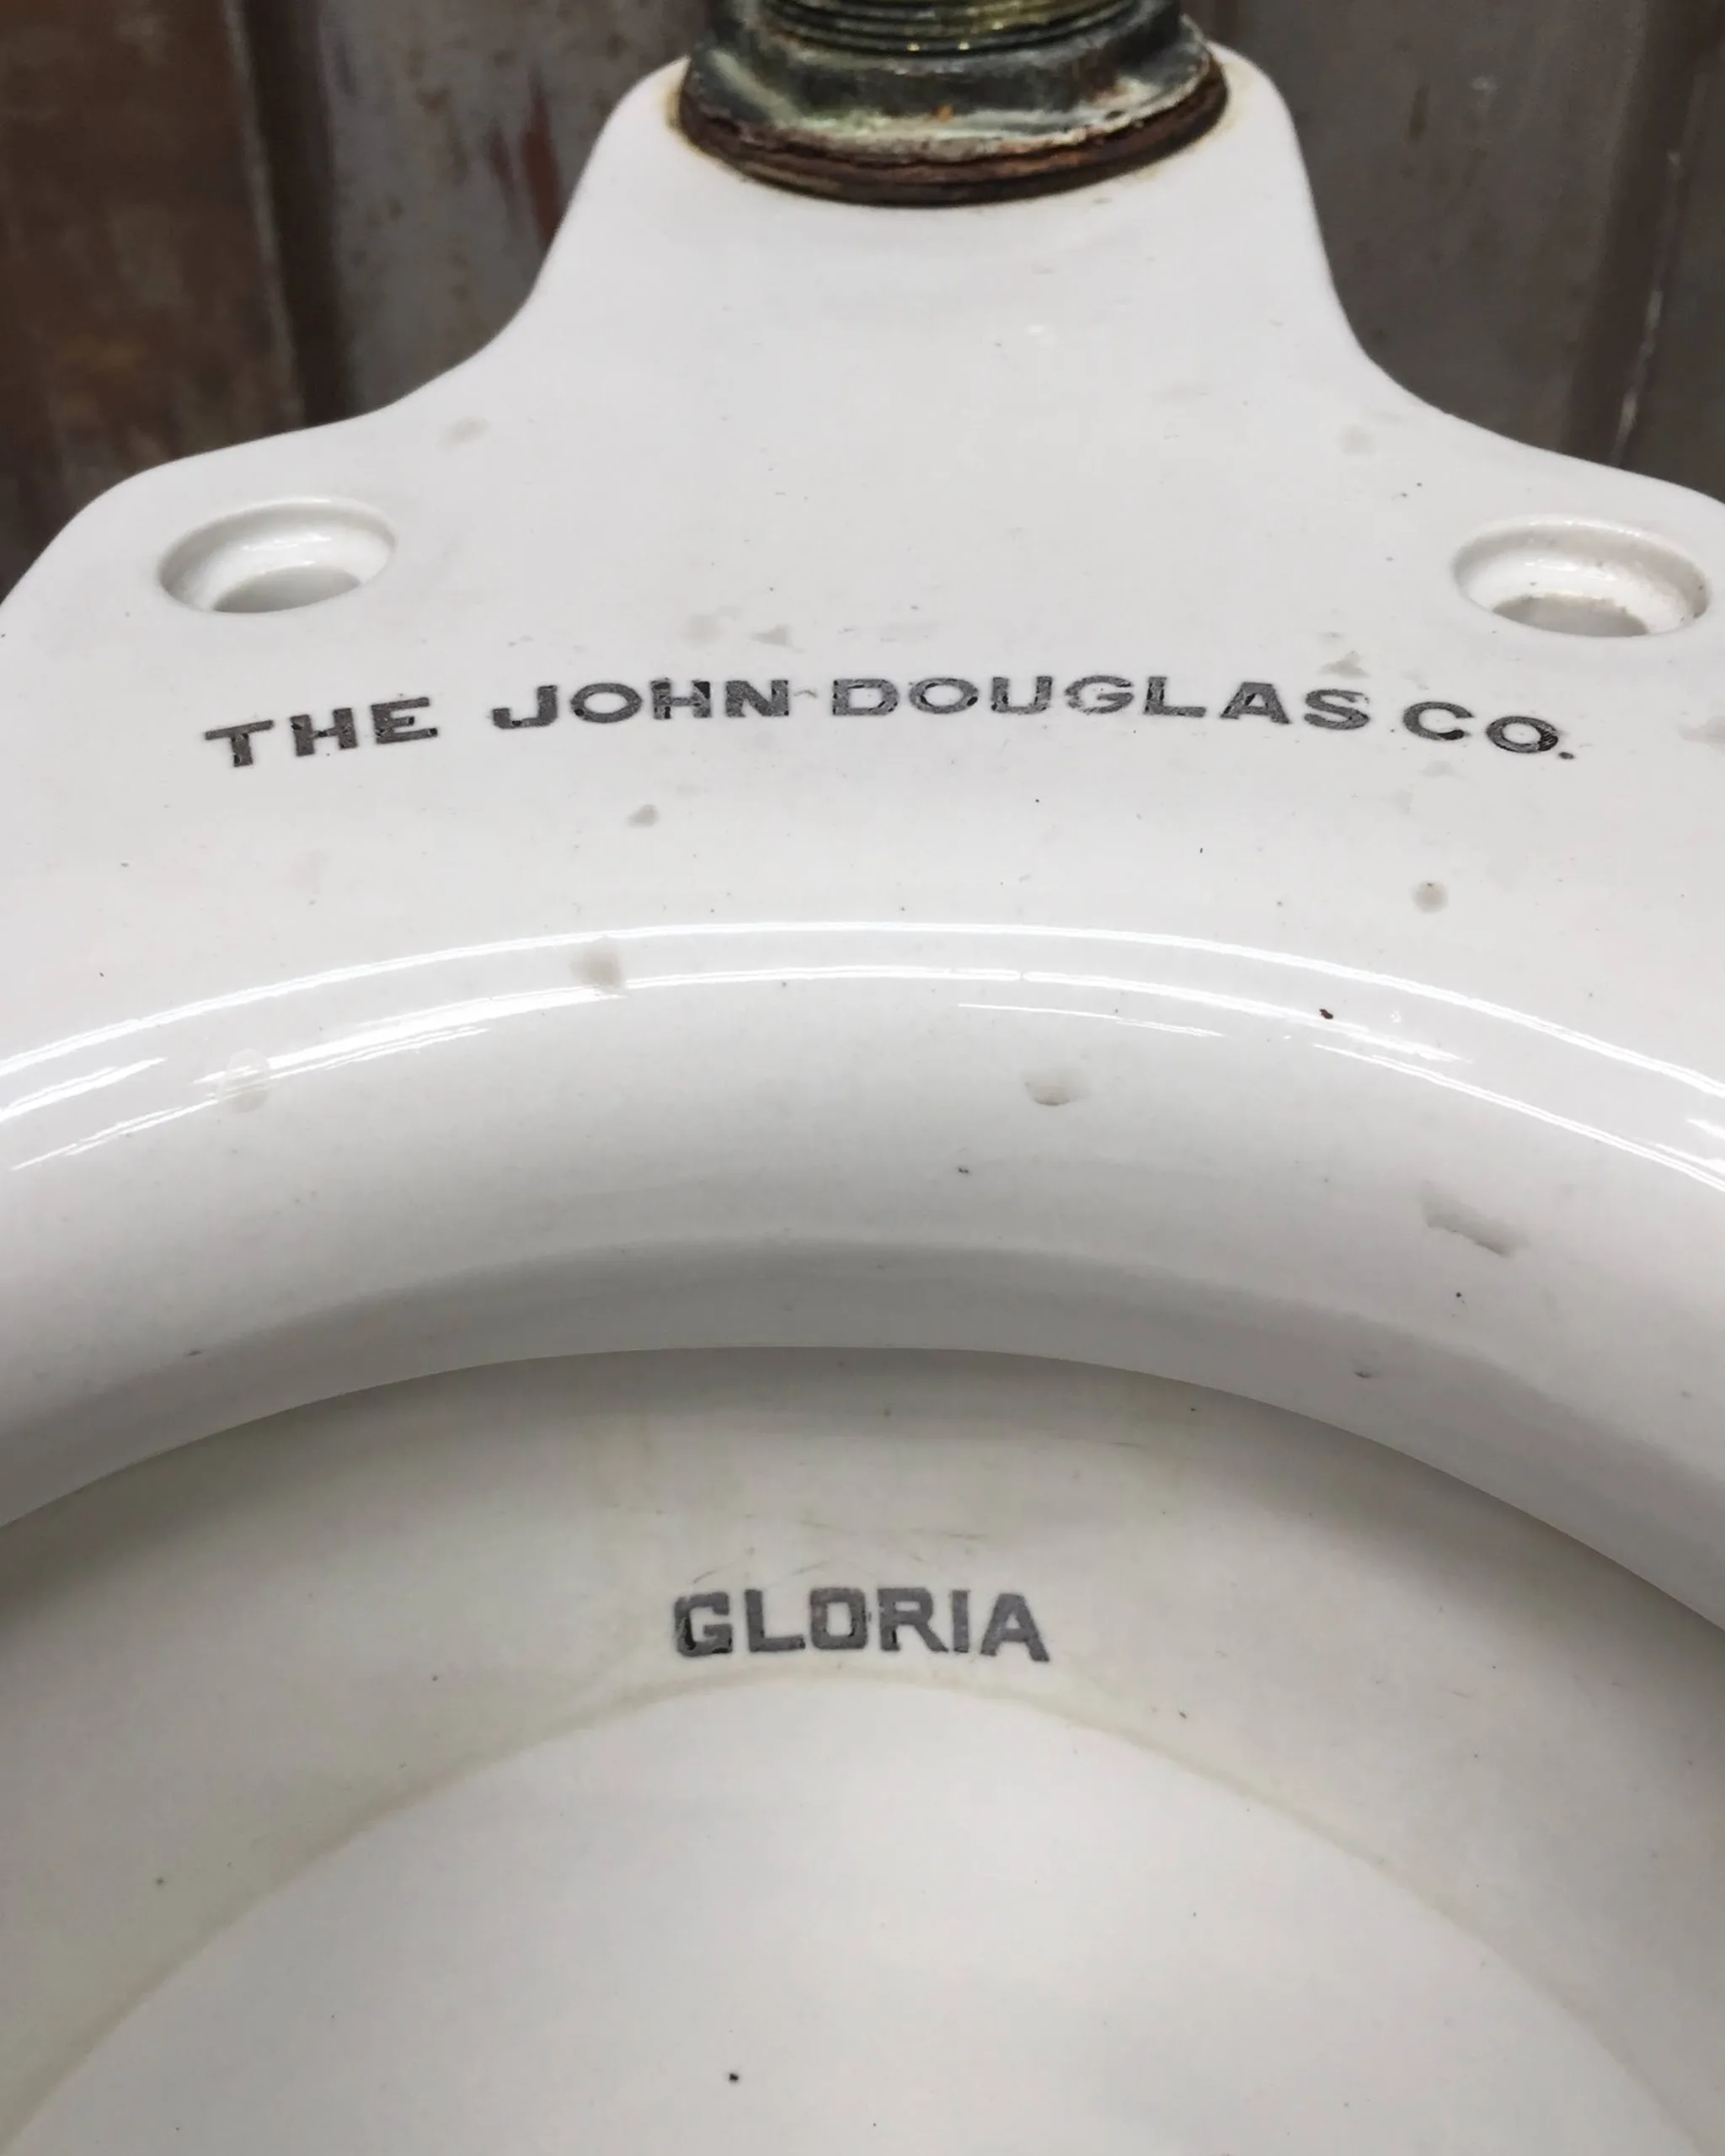 THE JOHN DOUGLAS CO.
GLORIA